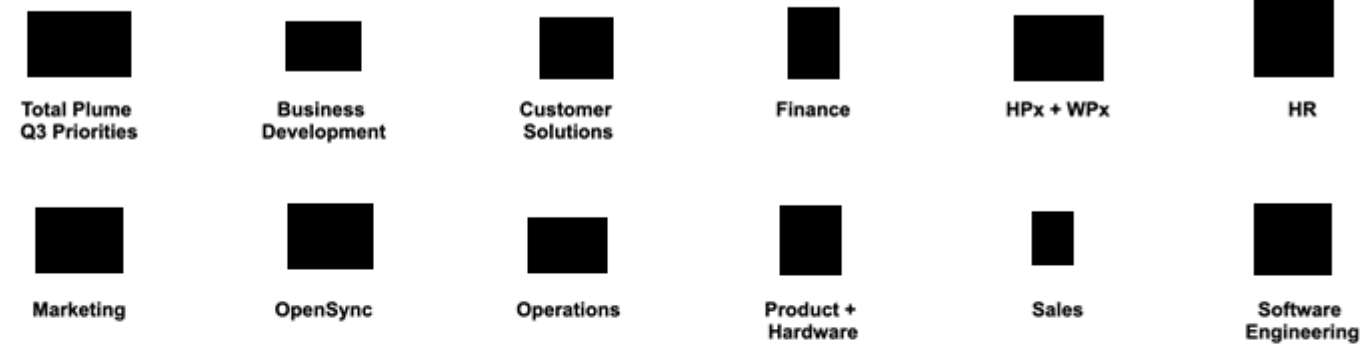 Total Plume
Q3 Priorities
Business
Development
Customer
Solutions
Finance
HPx + WPx
HR
Marketing
OpenSync
Operations
Product +
Hardware
Sales
Software
Engineering